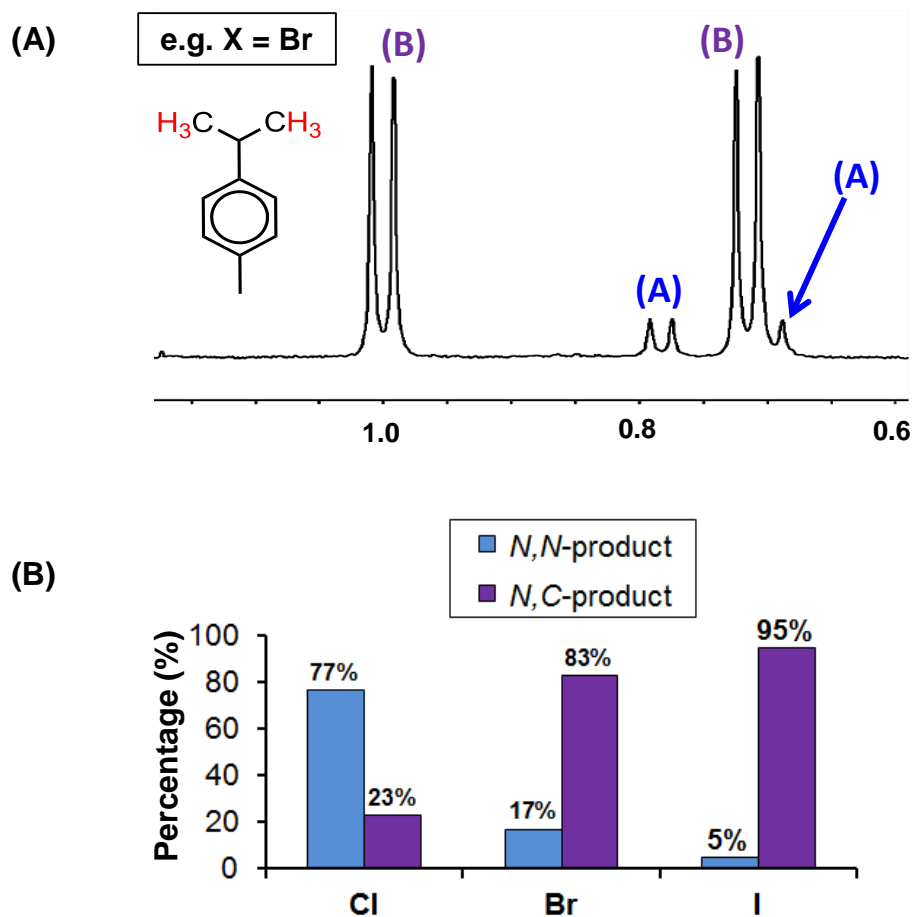 (A)
e.g. X = Br
(B)
(B)
H3C
CH3
(A)
(A)
1.0
0.8
0.6
(B)
N,N-product
N,C-product
Percentage (%)
100
80
60
40
20
0
77%
23%
17%
83%
5%
95%
Cl
Br
I